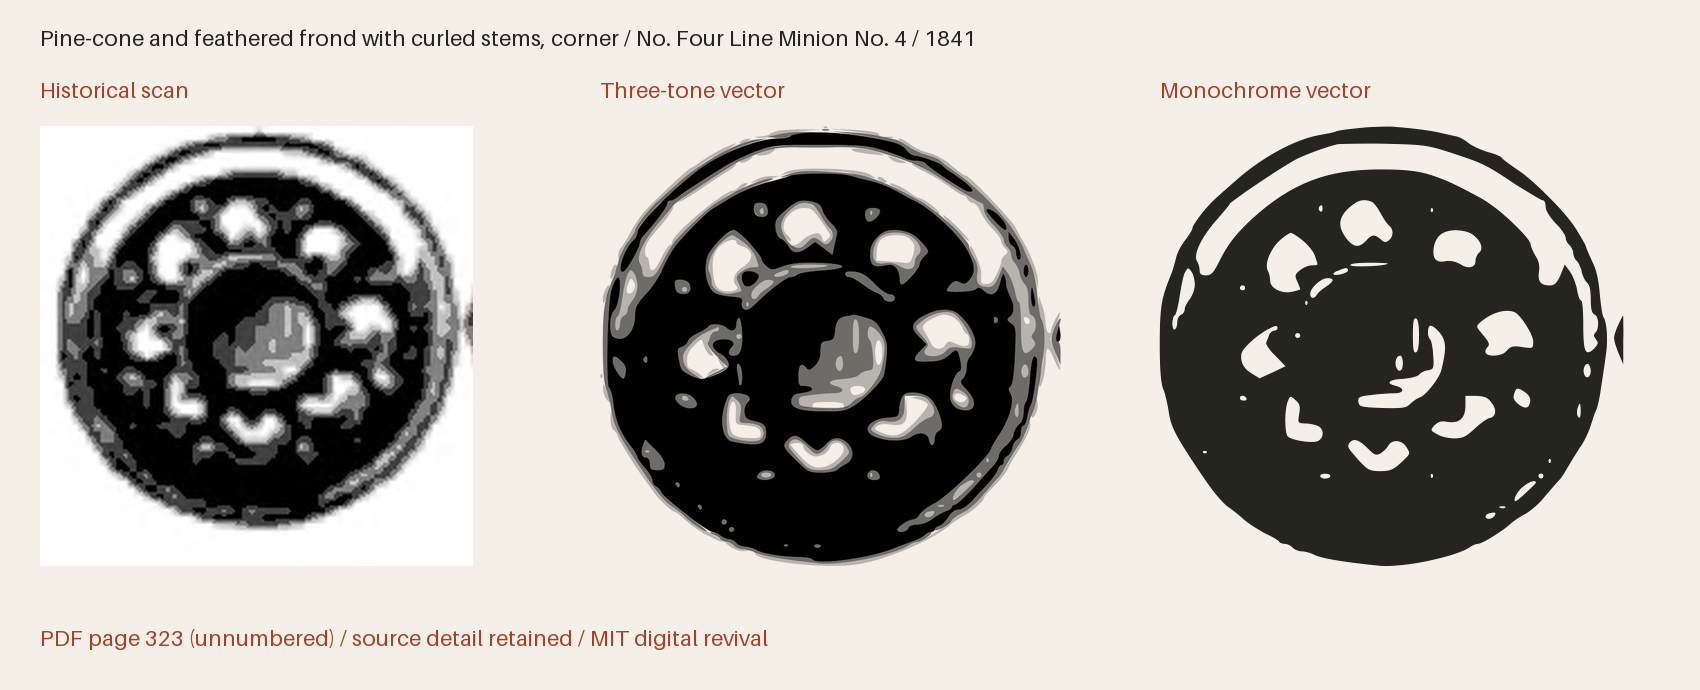 Pine-cone and feathered frond with curled stems, corner / No. Four Line Minion No. 4 / 1841
Historical scan
Three-tone vector
Monochrome vector
PDF page 323 (unnumbered) / source detail retained / MIT digital revival